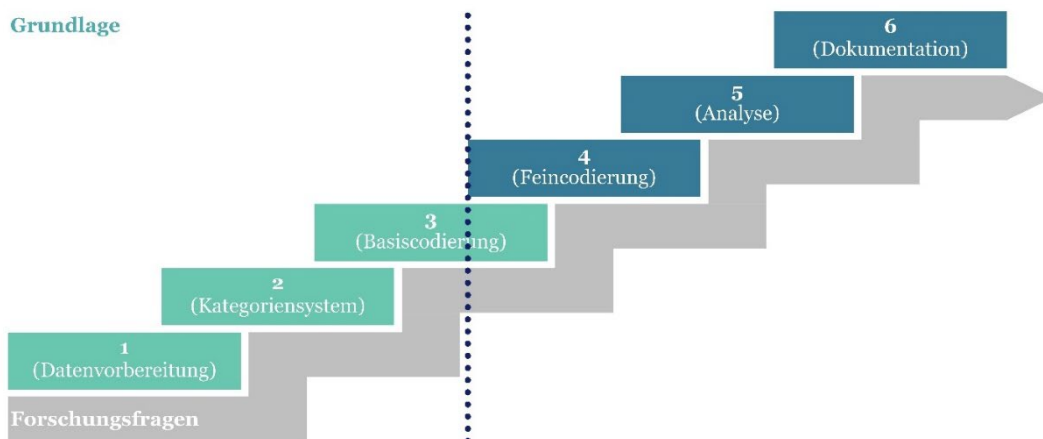 Grundlage
6
(Dokumentation)
5
(Analyse)
4
(Feincodierung)
3
(Basiscodierung)
2
(Kategoriensystem)
1
(Datenvorbereitung)
Forschungsfragen